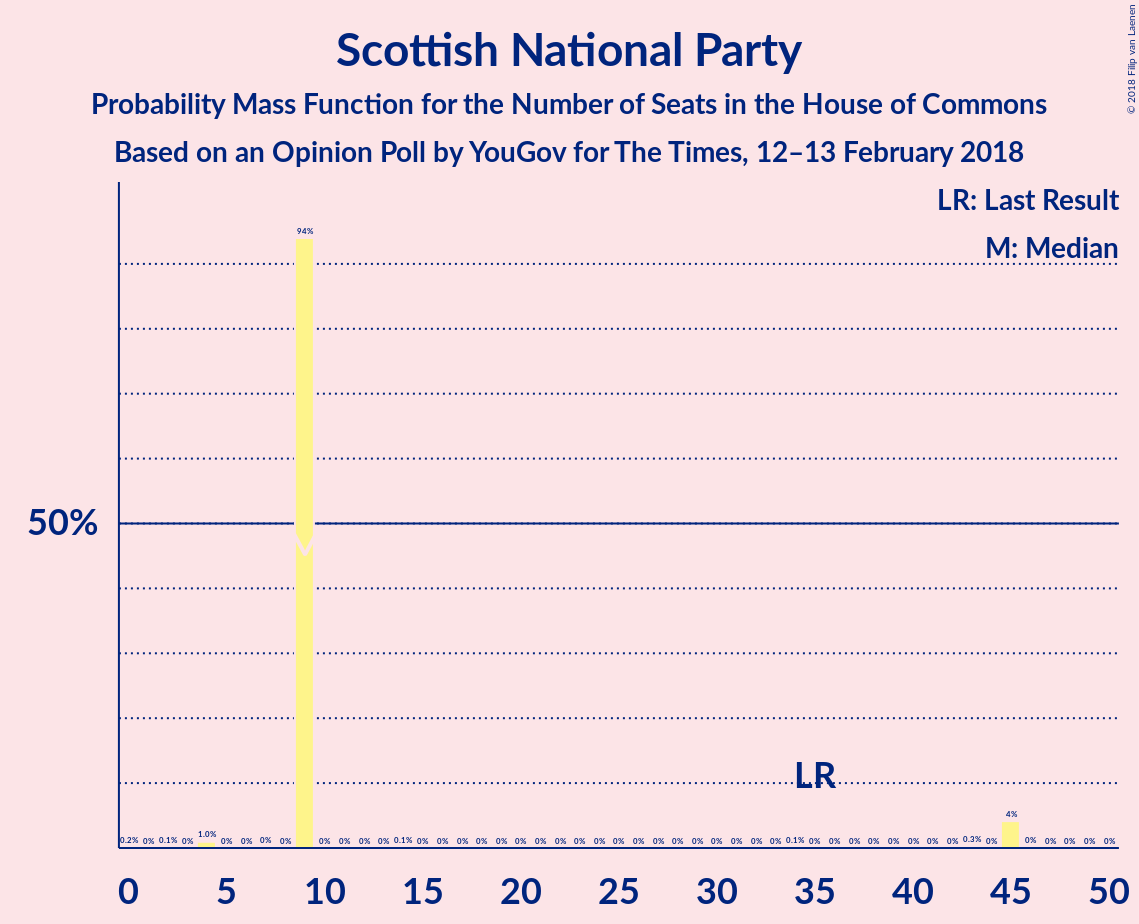 Scottish National Party
Probability Mass Function for the Number of Seats in the House of Commons
Based on an Opinion Poll by YouGov for The Times, 12–13 February 2018
© 2018 Filip van Laenen
LR: Last Result
M: Median
94%
50%
LR
0.2% 0% 0.1% 0% 1.0% 0% 0% 0% 0% 0% 0% 0% 0% 0.1% 0% 0% 0% 0% 0% 0% 0% 0% 0% 0% 0% 0% 0% 0% 0% 0% 0% 0% 0% 0.1% 0% 0% 0% 0% 0% 0% 0% 0% 0.3% 0% 4% 0% 0% 0% 0% 0%
0 5 10 15 20 25 30 35 40 45 50